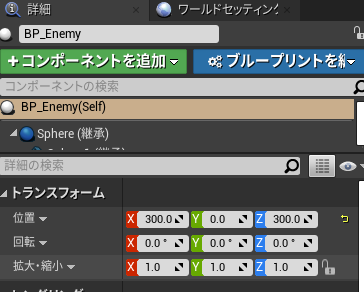 詳細 ワールドセッティング
BP_Enemy
+コンポーネントを追加 ブループリントを編
コンポーネントの検索
BP_Enemy(Self)
Sphere (継承)
詳細の検索
トランスフォーム
位置 X 300.0 Y 0.0 Z 300.0
回転 X 0.0 ° Y 0.0 ° Z 0.0 °
拡大・縮小 X 1.0 Y 1.0 Z 1.0